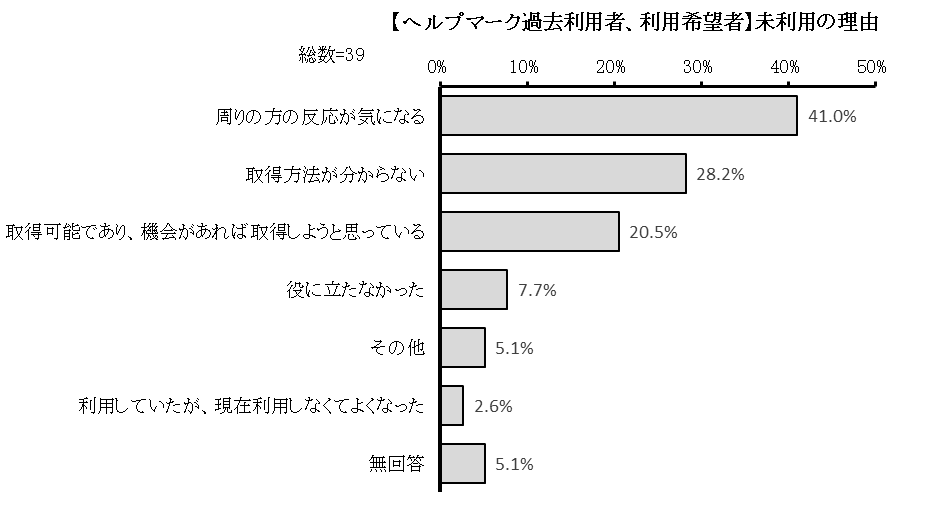 【ヘルプマーク過去利用者、利用希望者】未利用の理由
総数=39
0% 10% 20% 30% 40% 50%
周りの方の反応が気になる 41.0%
取得方法が分からない 28.2%
取得可能であり、機会があれば取得しようと思っている 20.5%
役に立たなかった 7.7%
その他 5.1%
利用していたが、現在利用しなくてよくなった 2.6%
無回答 5.1%